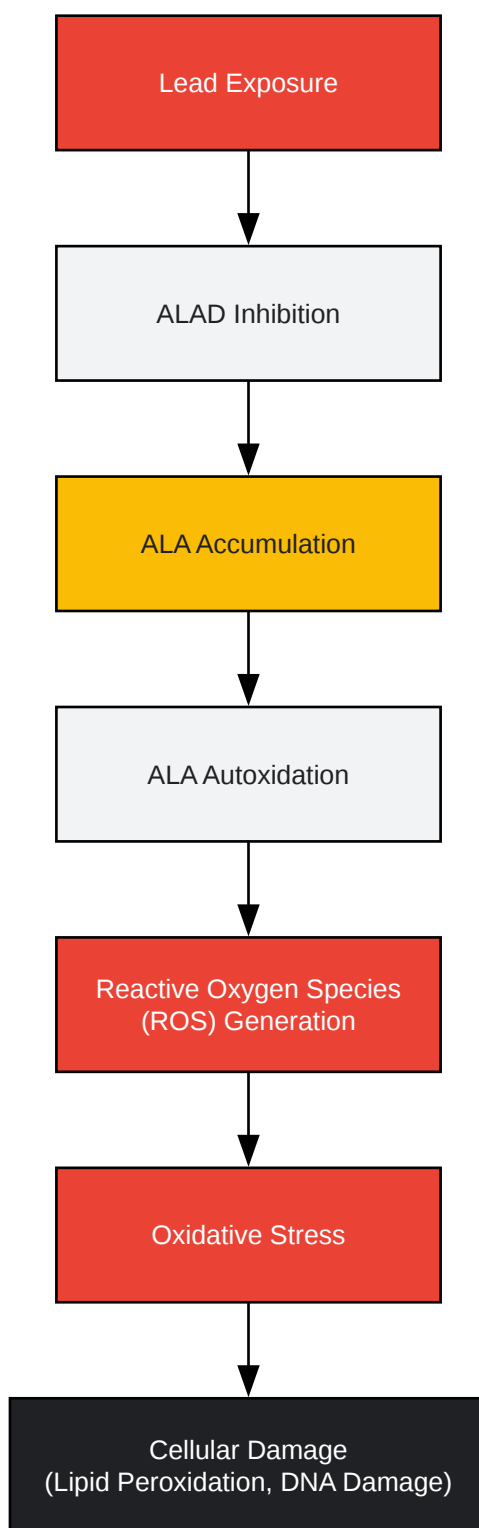 Lead Exposure
ALAD Inhibition
ALA Accumulation
ALA Autoxidation
Reactive Oxygen Species
(ROS) Generation
Oxidative Stress
Cellular Damage
(Lipid Peroxidation, DNA Damage)